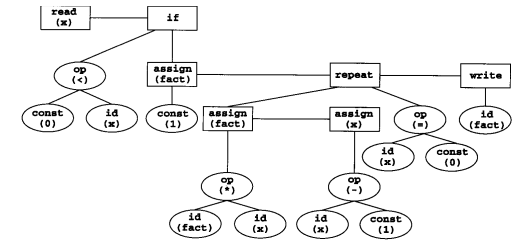 read
(x)
if
op
(<)
assign
(fact)
repeat
write
const
(0)
id
(x)
const
(1)
assign
(fact)
assign
(x)
op
(=)
id
(fact)
id
(x)
const
(0)
op
(*)
op
(-)
id
(fact)
id
(x)
id
(x)
const
(1)